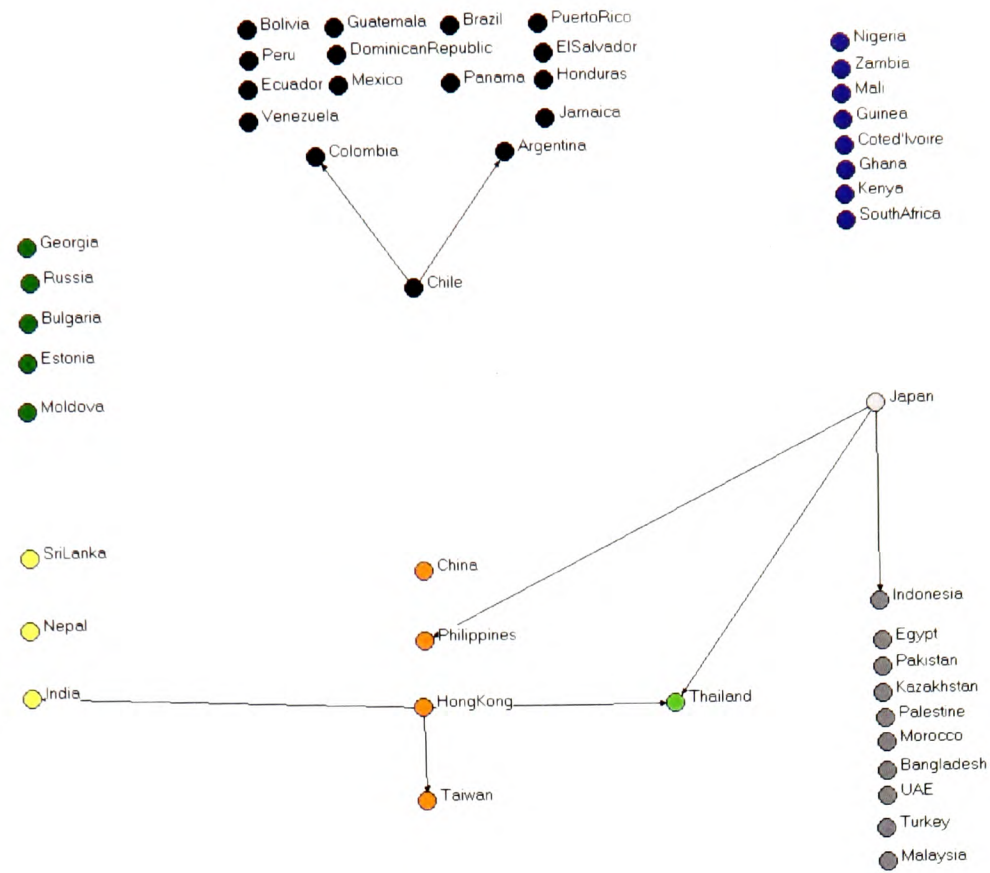 Bolivia
Guatemala
Brazil
PuertoRico
Peru
DominicanRepublic
ElSalvador
Ecuador
Mexico
Panama
Honduras
Venezuela
Jamaica
Colombia
Argentina
Chile
Nigeria
Zambia
Mali
Guinea
Coted'Ivoire
Ghana
Kenya
SouthAfrica
Georgia
Russia
Bulgaria
Estonia
Moldova
Japan
SriLanka
Nepal
India
China
Philippines
HongKong
Taiwan
Thailand
Indonesia
Egypt
Pakistan
Kazakhstan
Palestine
Morocco
Bangladesh
UAE
Turkey
Malaysia